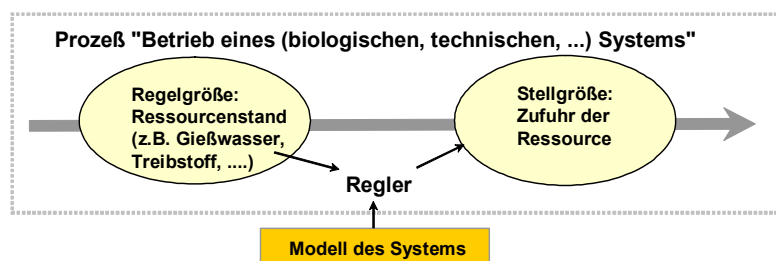 Prozeß "Betrieb eines (biologischen, technischen, ...) Systems"
Regelgröße:
Ressourcenstand
(z.B. Gießwasser,
Treibstoff, ....)
Stellgröße:
Zufuhr der
Ressource
Regler
Modell des Systems